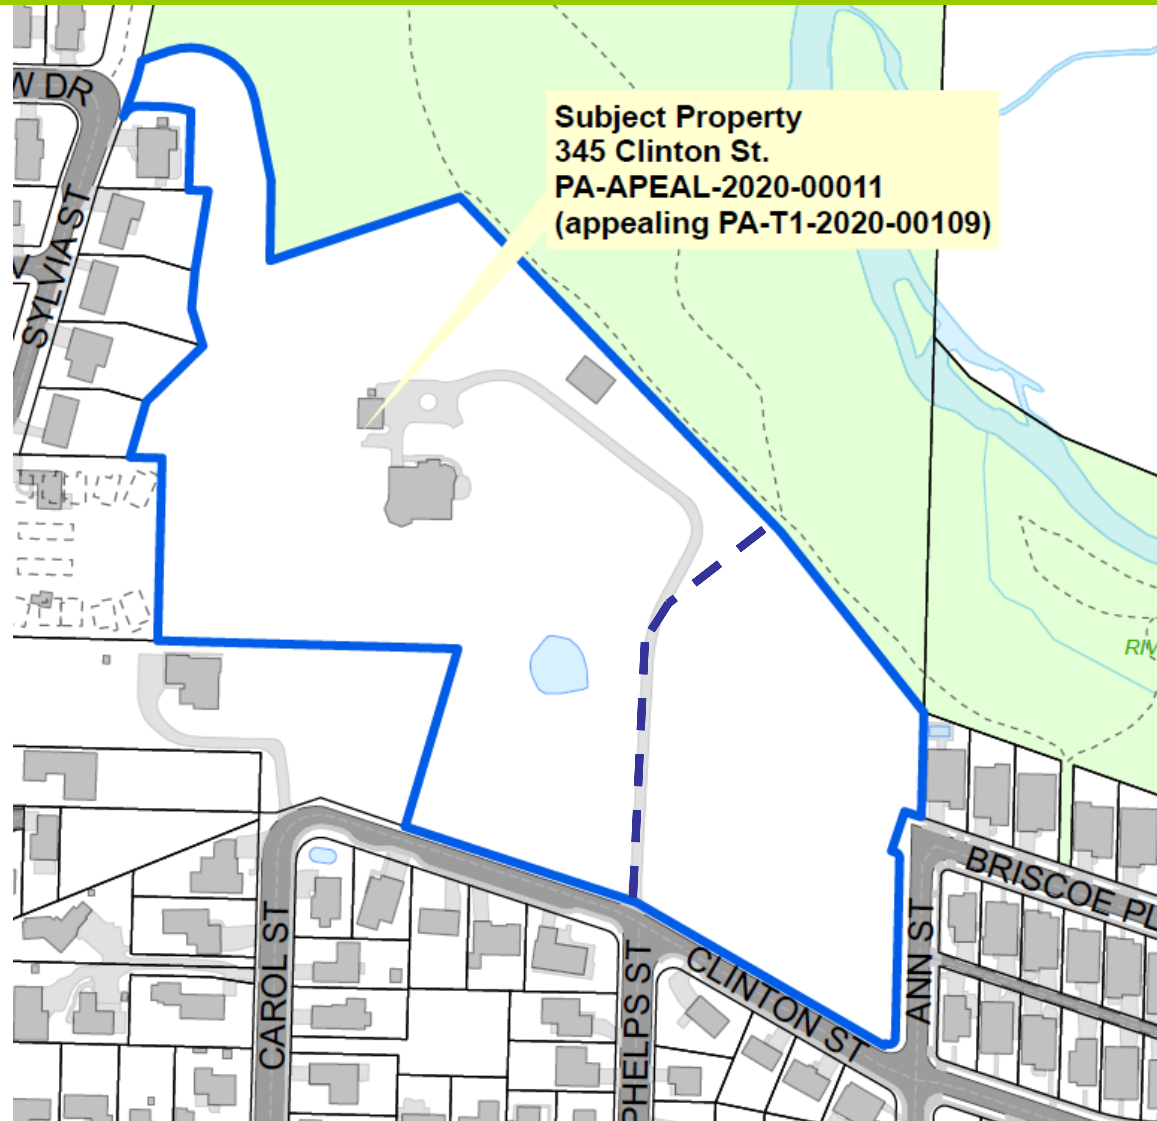 W DR
Subject Property
345 Clinton St.
PA-APEAL-2020-00011
(appealing PA-T1-2020-00109)
SYLVIA ST
RIV
BRISCOE PL
CAROL ST
PHELPS ST
CLINTON ST
ANN ST